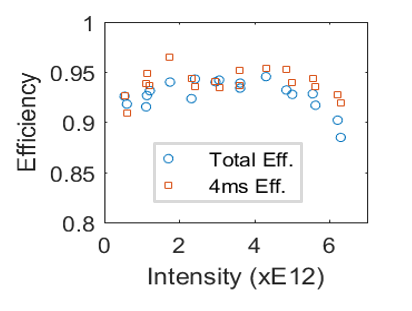 1
0.95
0.9
0.85
0.8
Efficiency
Total Eff.
4ms Eff.
0 2 4 6
Intensity (xE12)